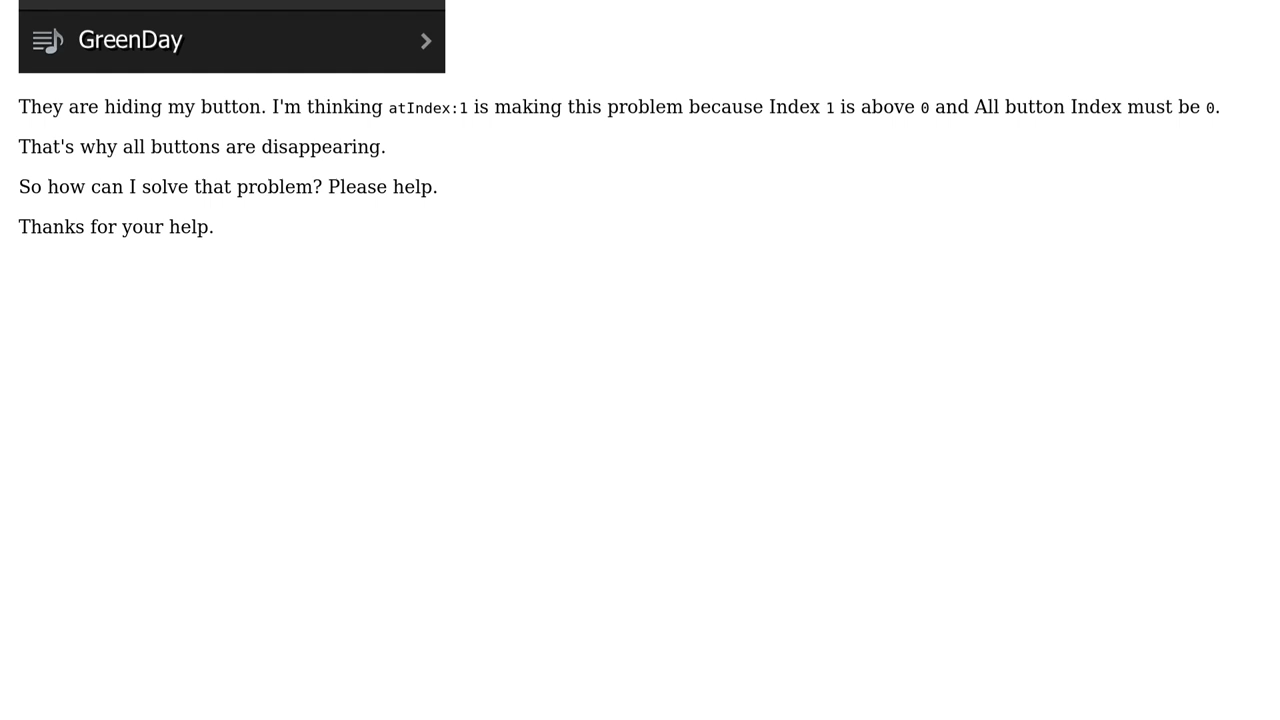 GreenDay
They are hiding my button. I'm thinking atIndex:1 is making this problem because Index 1 is above 0 and All button Index must be 0.
That's why all buttons are disappearing.
So how can I solve that problem? Please help.
Thanks for your help.